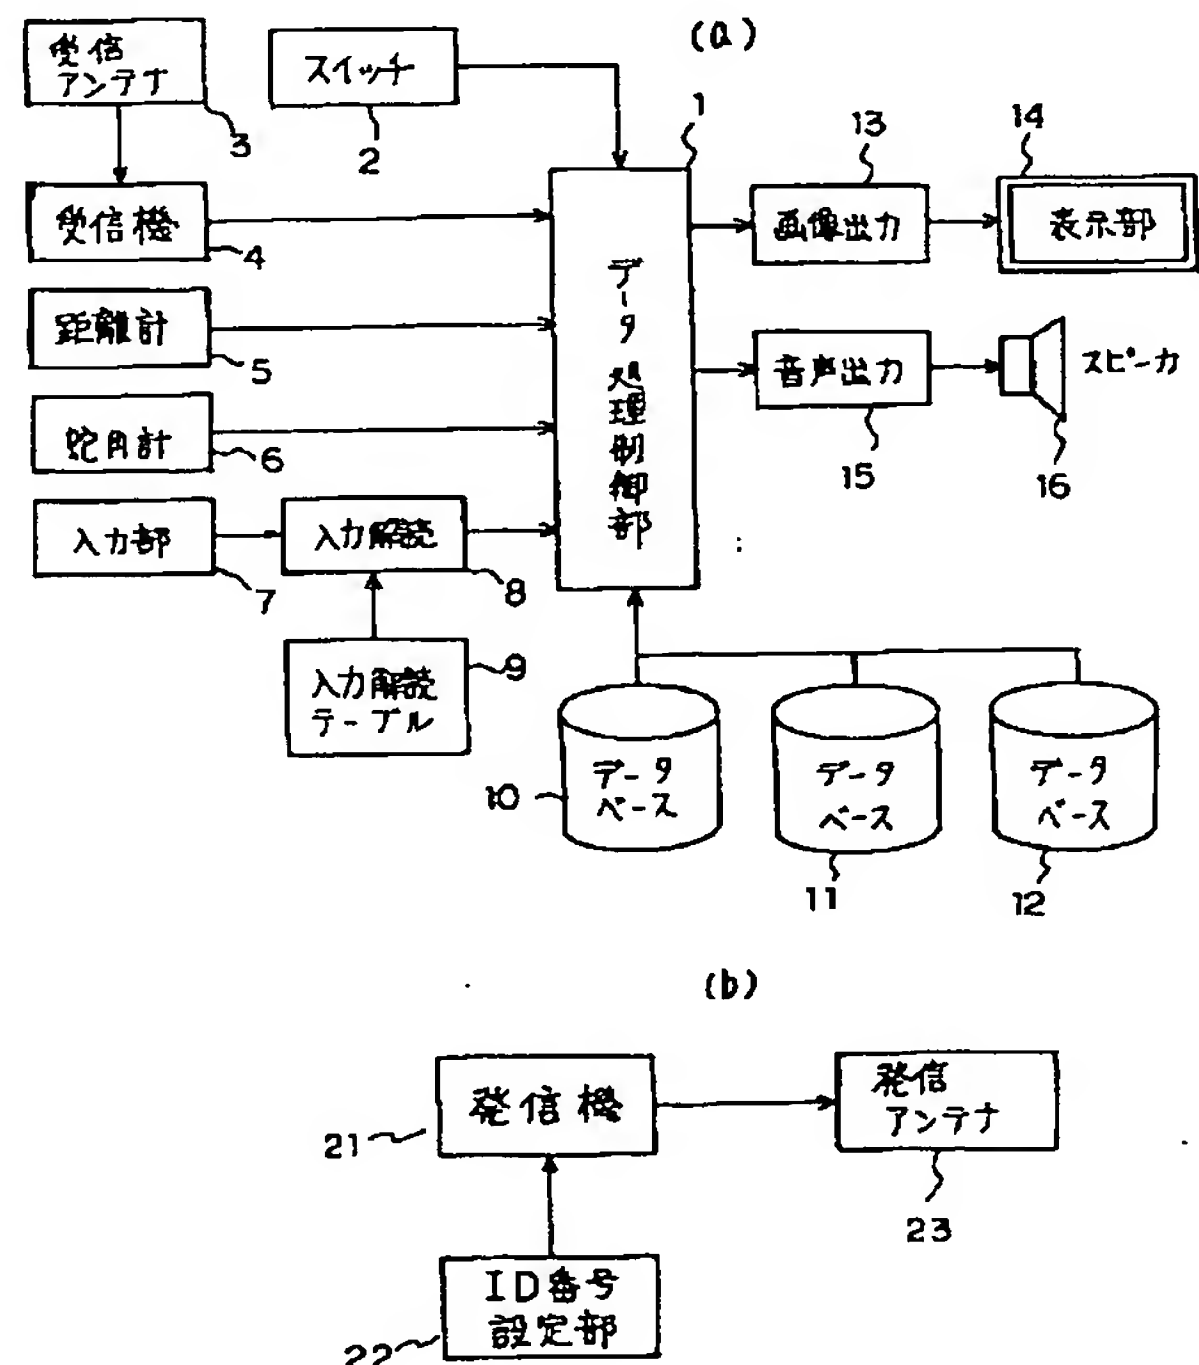 (a)
受信
アンテナ
3
スイッチ
2
1
13
14
受信機
4
画像出力
表示部
距離計
5
データ処理制御部
音声出力
15
スピーカ
16
蛇角計
6
入力部
7
入力解読
8
入力解読
テーブル
9
データ
ベース
10
データ
ベース
11
データ
ベース
12
(b)
発信機
21
発信
アンテナ
23
ID番号
設定部
22